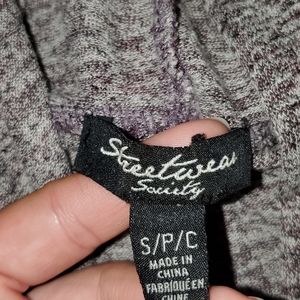 Streetwear
Society
S/P/C
MADE IN
CHINA
FABRIQUÉ EN
CHINE